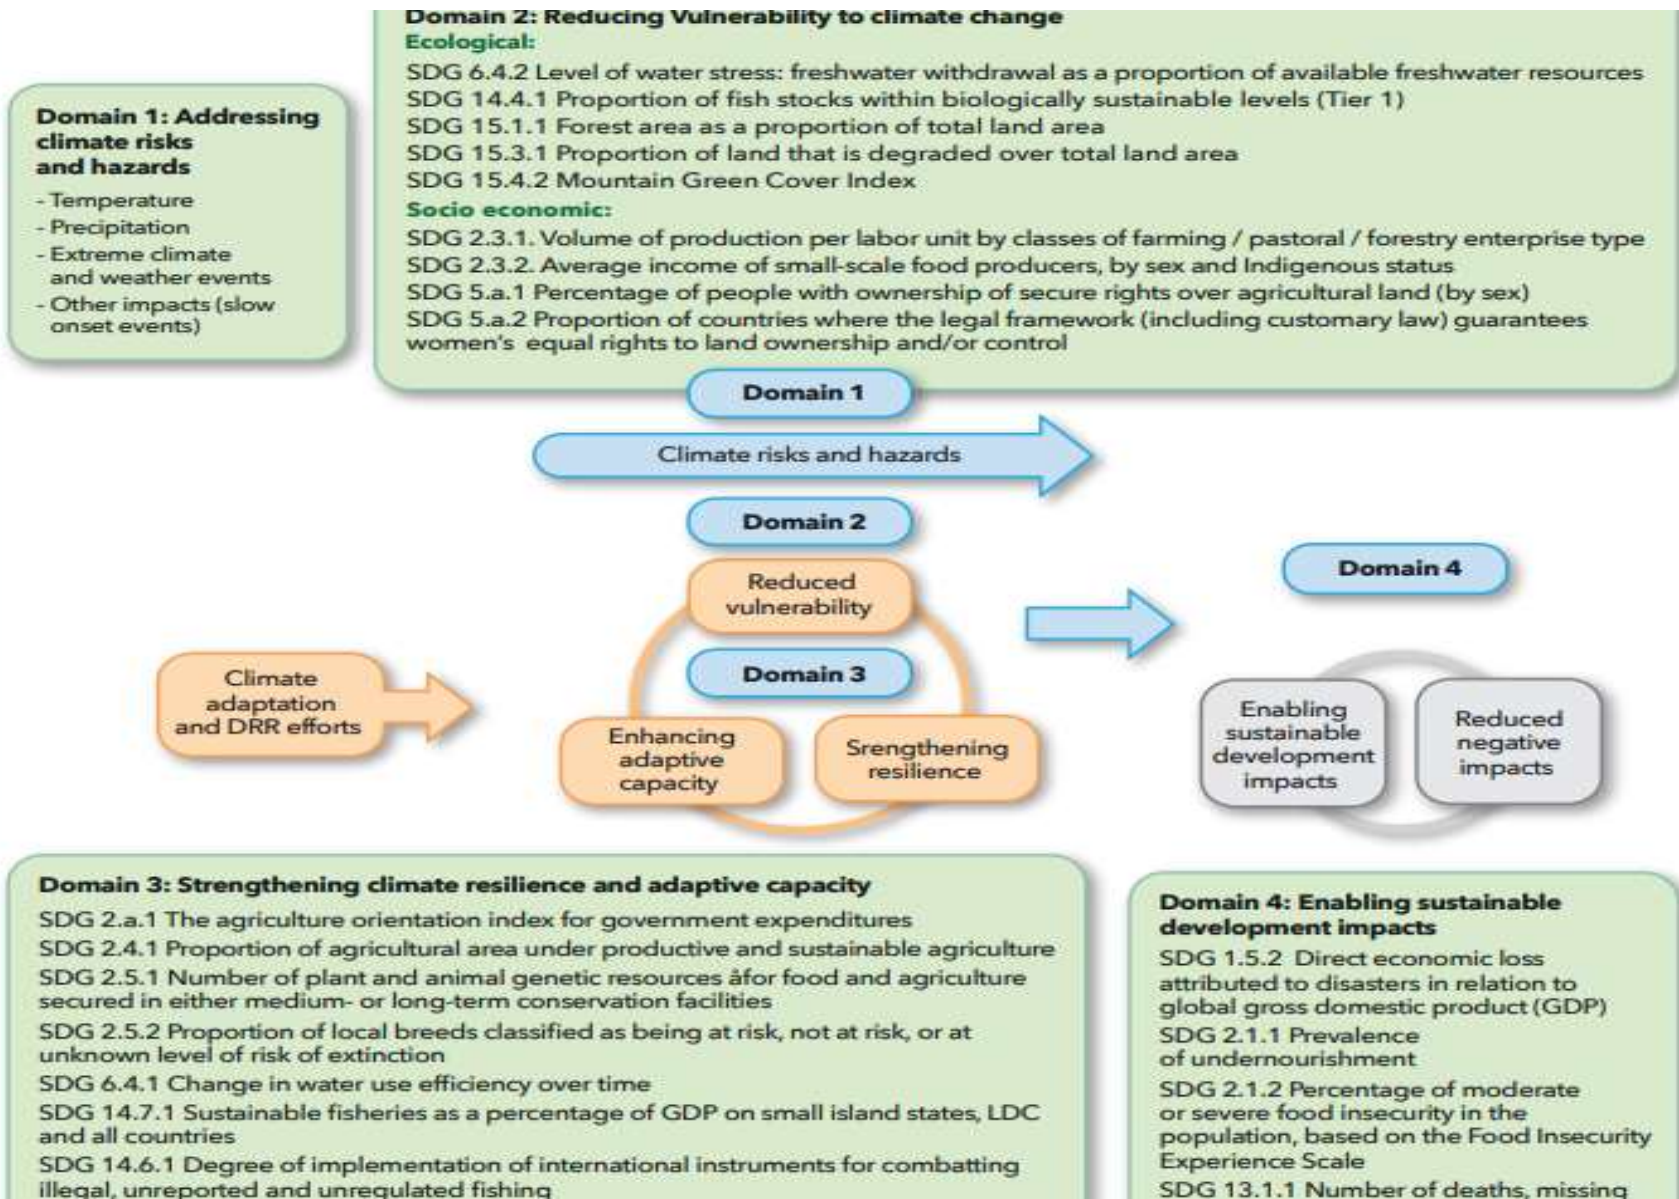 Domain 2: Reducing Vulnerability to climate change
Ecological:
SDG 6.4.2 Level of water stress: freshwater withdrawal as a proportion of available freshwater resources
SDG 14.4.1 Proportion of fish stocks within biologically sustainable levels (Tier 1)
SDG 15.1.1 Forest area as a proportion of total land area
SDG 15.3.1 Proportion of land that is degraded over total land area
SDG 15.4.2 Mountain Green Cover Index
Socio economic:
SDG 2.3.1. Volume of production per labor unit by classes of farming / pastoral / forestry enterprise type
SDG 2.3.2. Average income of small-scale food producers, by sex and Indigenous status
SDG 5.a.1 Percentage of people with ownership of secure rights over agricultural land (by sex)
SDG 5.a.2 Proportion of countries where the legal framework (including customary law) guarantees
women's equal rights to land ownership and/or control
Domain 1: Addressing
climate risks
and hazards
- Temperature
- Precipitation
- Extreme climate
and weather events
- Other impacts (slow
onset events)
Domain 1
Climate risks and hazards
Domain 2
Reduced
vulnerability
Domain 3
Climate
adaptation
and DRR efforts
Enhancing
adaptive
capacity
Srengthening
resilience
Domain 4
Enabling
sustainable
development
impacts
Reduced
negative
impacts
Domain 3: Strengthening climate resilience and adaptive capacity
SDG 2.a.1 The agriculture orientation index for government expenditures
SDG 2.4.1 Proportion of agricultural area under productive and sustainable agriculture
SDG 2.5.1 Number of plant and animal genetic resources âfor food and agriculture
secured in either medium- or long-term conservation facilities
SDG 2.5.2 Proportion of local breeds classified as being at risk, not at risk, or at
unknown level of risk of extinction
SDG 6.4.1 Change in water use efficiency over time
SDG 14.7.1 Sustainable fisheries as a percentage of GDP on small island states, LDC
and all countries
SDG 14.6.1 Degree of implementation of international instruments for combatting
illegal, unreported and unregulated fishing
Domain 4: Enabling sustainable
development impacts
SDG 1.5.2 Direct economic loss
attributed to disasters in relation to
global gross domestic product (GDP)
SDG 2.1.1 Prevalence
of undernourishment
SDG 2.1.2 Percentage of moderate
or severe food insecurity in the
population, based on the Food Insecurity
Experience Scale
SDG 13.1.1 Number of deaths, missing